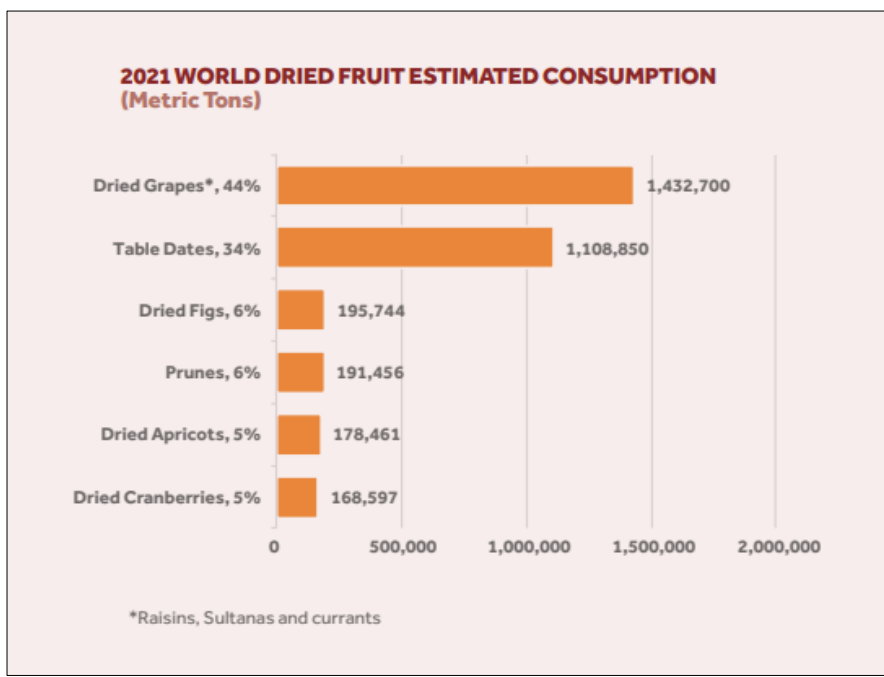 2021 WORLD DRIED FRUIT ESTIMATED CONSUMPTION
(Metric Tons)
Dried Grapes*, 44% 1,432,700
Table Dates, 34% 1,108,850
Dried Figs, 6% 195,744
Prunes, 6% 191,456
Dried Apricots, 5% 178,461
Dried Cranberries, 5% 168,597
0 500,000 1,000,000 1,500,000 2,000,000
*Raisins, Sultanas and currants